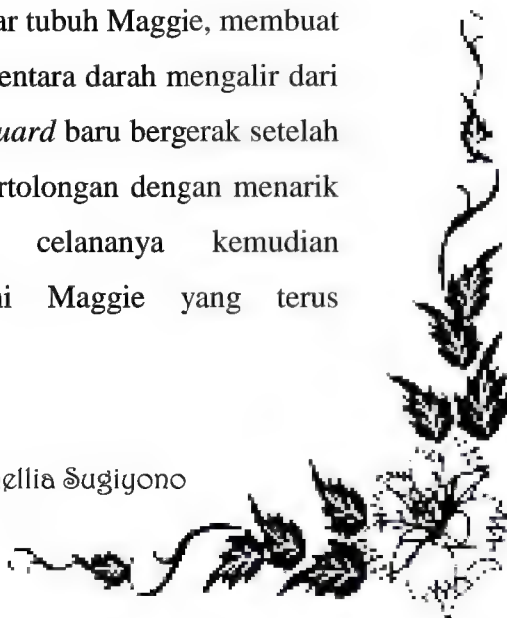 ar tubuh Maggie, membuat
entara darah mengalir dari
uard baru bergerak setelah
rtolongan dengan menarik
celananya kemudian
i Maggie yang terus
ellia Sugiyono